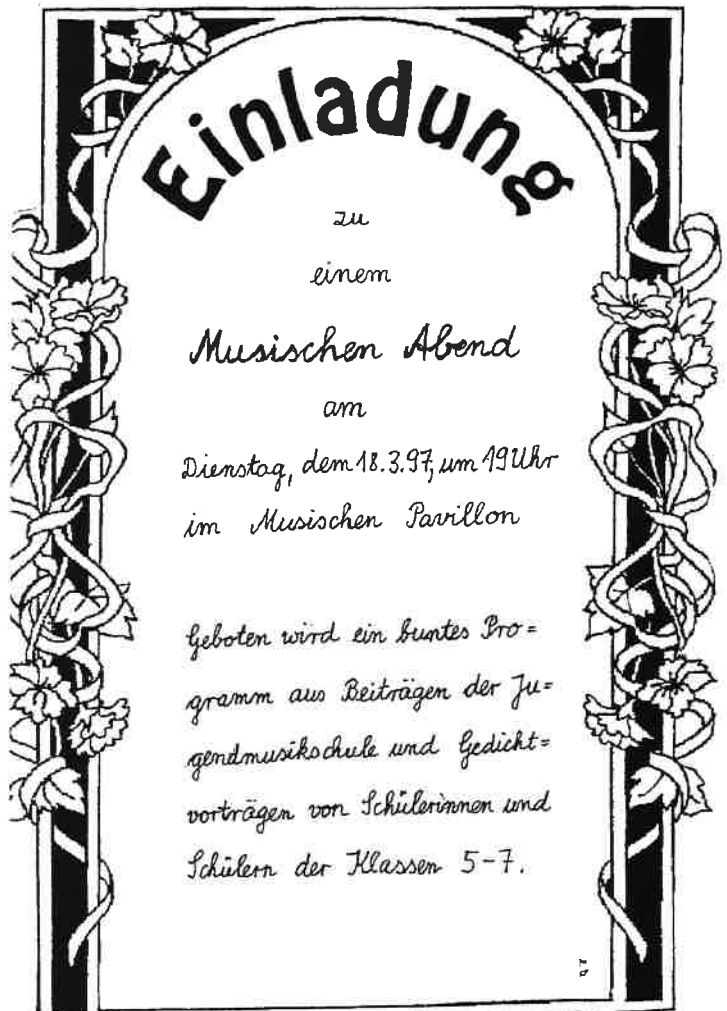 Einladung
zu
einem
Musischen Abend
am
Dienstag, dem 18.3.97, um 19 Uhr
im Musischen Pavillon
Geboten wird ein buntes Pro=
gramm aus Beiträgen der Ju=
gendmusikschule und Gedicht=
vorträgen von Schülerinnen und
Schülern der Klassen 5-7.